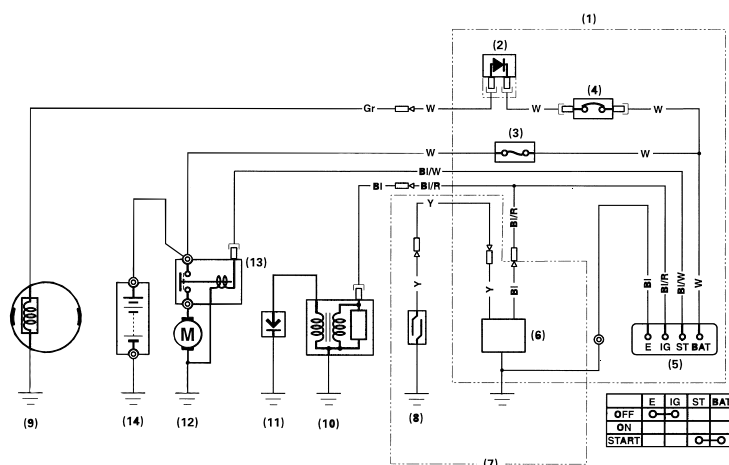 (1)
(2)
Gr W W (4) W
(3)
W W
Bl/W
Bl Bl/R
Y
Bl/R
Y Y Bl
Bl Bl/R Bl/W W
(13)
M
E IG ST BAT
(6)
(5)
(9) (14) (12) (11) (10) (8)
(7)
E IG ST BAT
OFF
ON
START